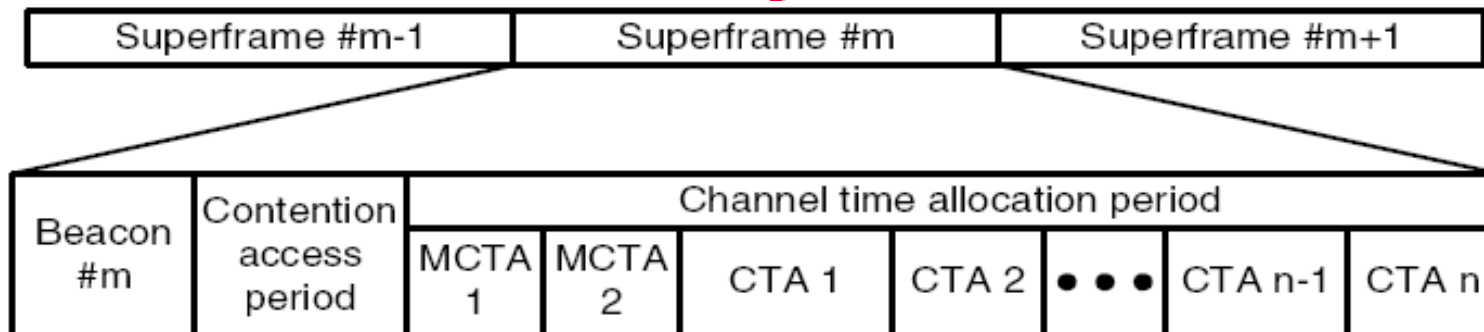 Superframe #m-1
Superframe #m
Superframe #m+1
Beacon
#m
Contention
access
period
Channel time allocation period
MCTA
1
MCTA
2
CTA 1
CTA 2
• • •
CTA n-1
CTA n